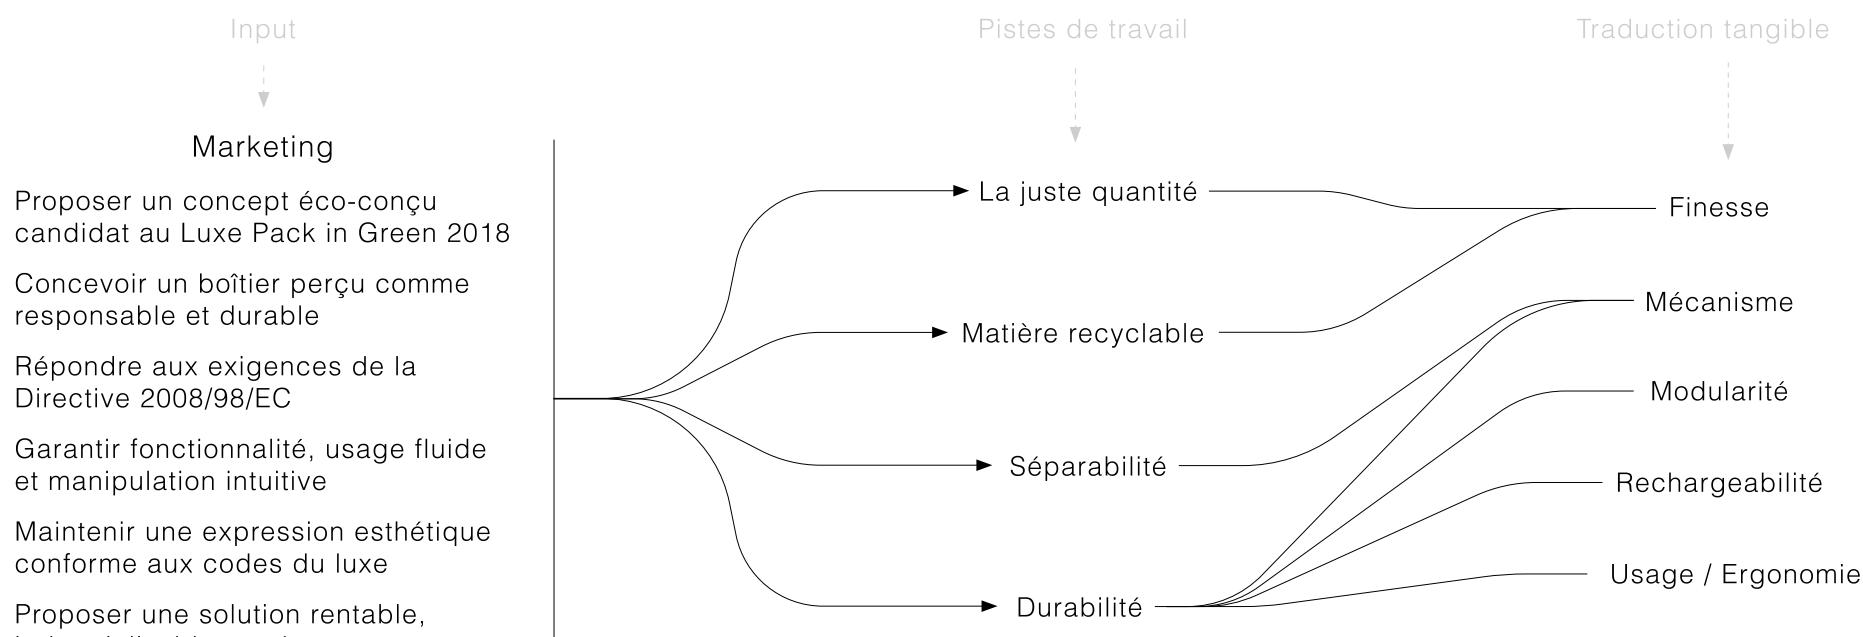 Input
Pistes de travail
Traduction tangible
Marketing
Proposer un concept éco-conçu
candidat au Luxe Pack in Green 2018
Concevoir un boîtier perçu comme
responsable et durable
Répondre aux exigences de la
Directive 2008/98/EC
Garantir fonctionnalité, usage fluide
et manipulation intuitive
Maintenir une expression esthétique
conforme aux codes du luxe
Proposer une solution rentable,
La juste quantité
Matière recyclable
Séparabilité
Durabilité
Finesse
Mécanisme
Modularité
Rechargeabilité
Usage / Ergonomie